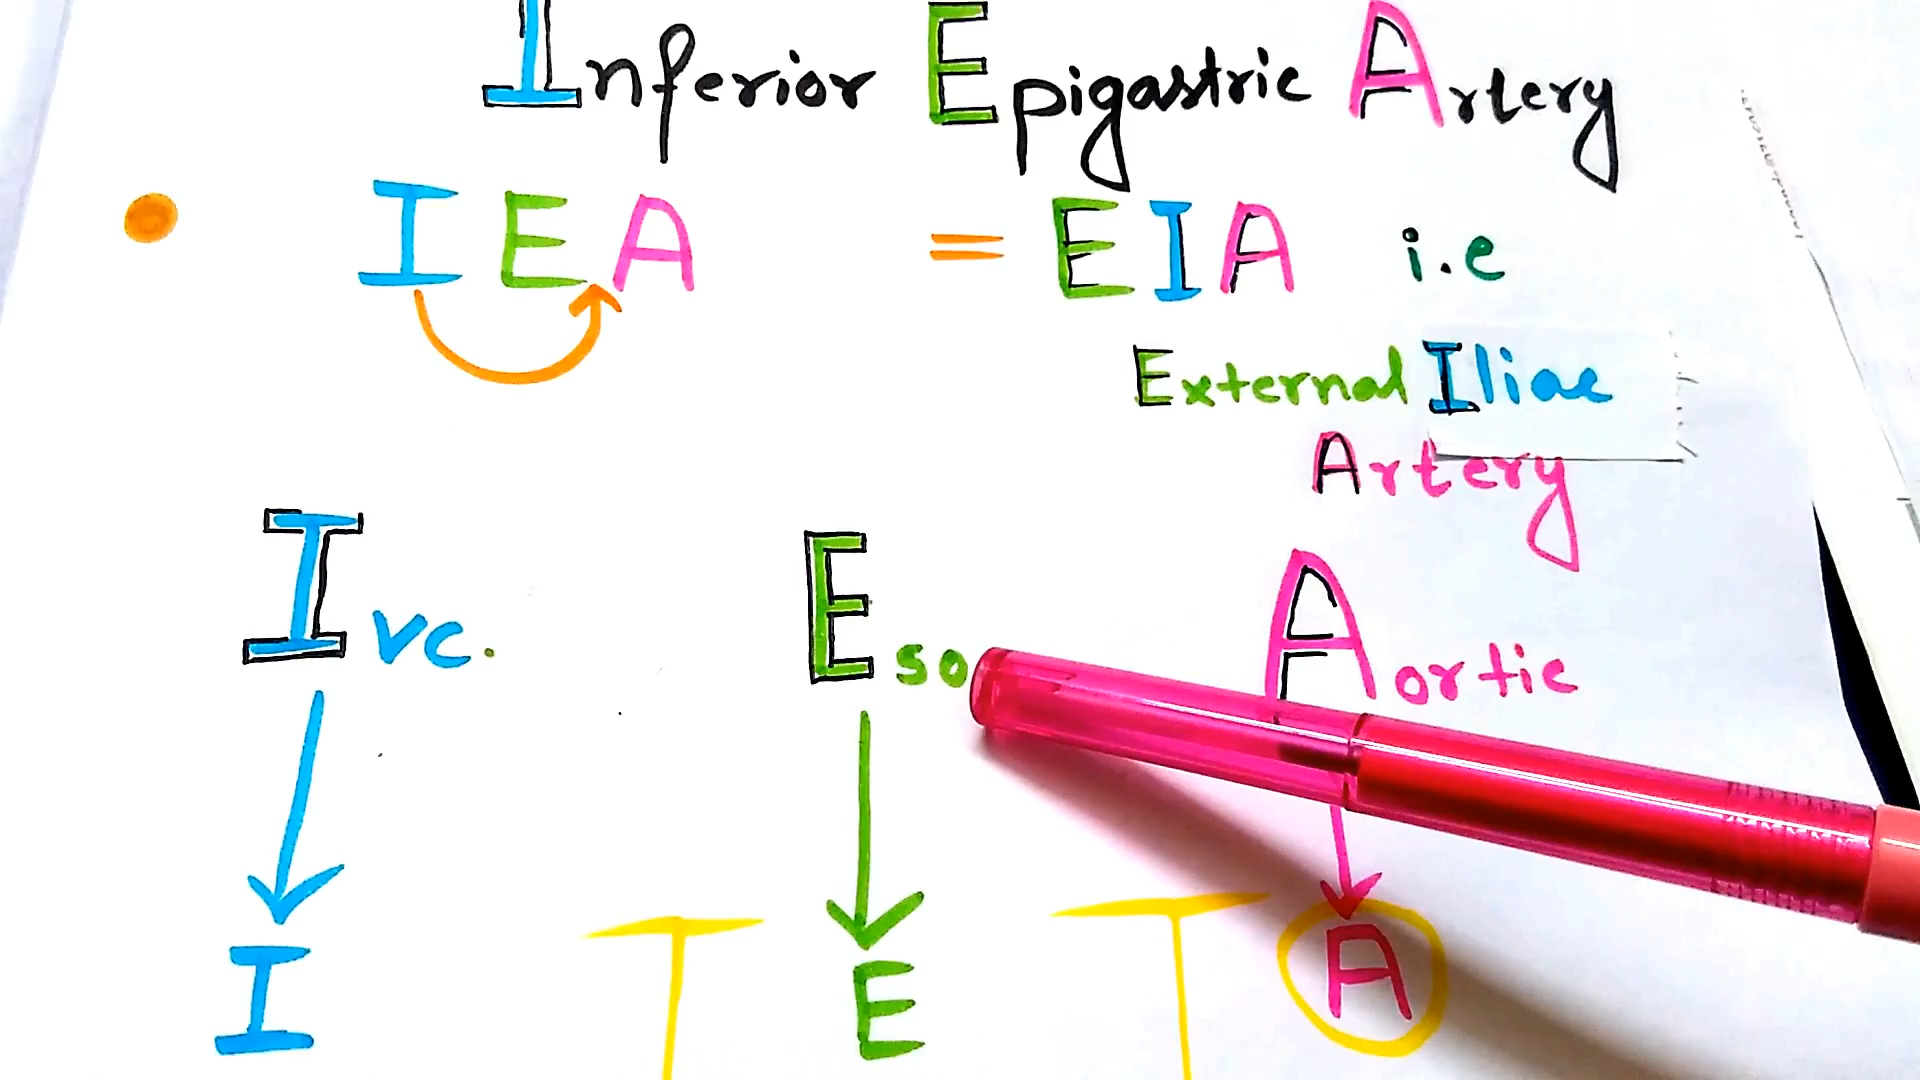 Inferior Epigastric Artery
IEA = EIA i.e
External Iliac
Artery
Ivc. Eso Aortic
I T E T A